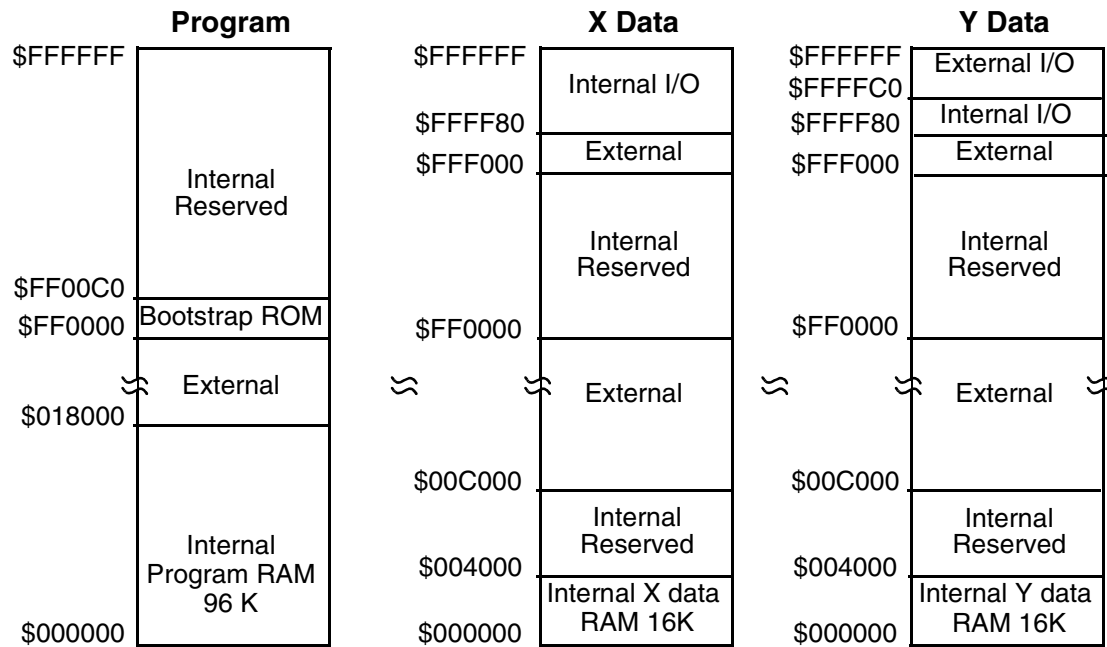 Program
$FFFFFF
Internal
Reserved
$FF00C0
Bootstrap ROM
$FF0000
External
$018000
Internal
Program RAM
96 K
$000000
X Data
$FFFFFF
Internal I/O
$FFFF80
External
$FFF000
Internal
Reserved
$FF0000
External
$00C000
Internal
Reserved
$004000
Internal X data
RAM 16K
$000000
Y Data
$FFFFFF
External I/O
$FFFFC0
Internal I/O
$FFFF80
External
$FFF000
Internal
Reserved
$FF0000
External
$00C000
Internal
Reserved
$004000
Internal Y data
RAM 16K
$000000